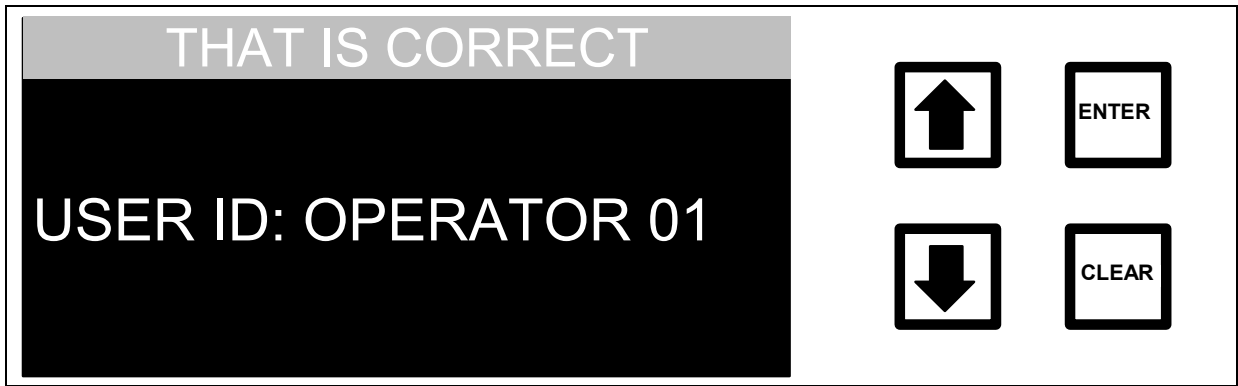 THAT IS CORRECT
USER ID: OPERATOR 01
ENTER
CLEAR